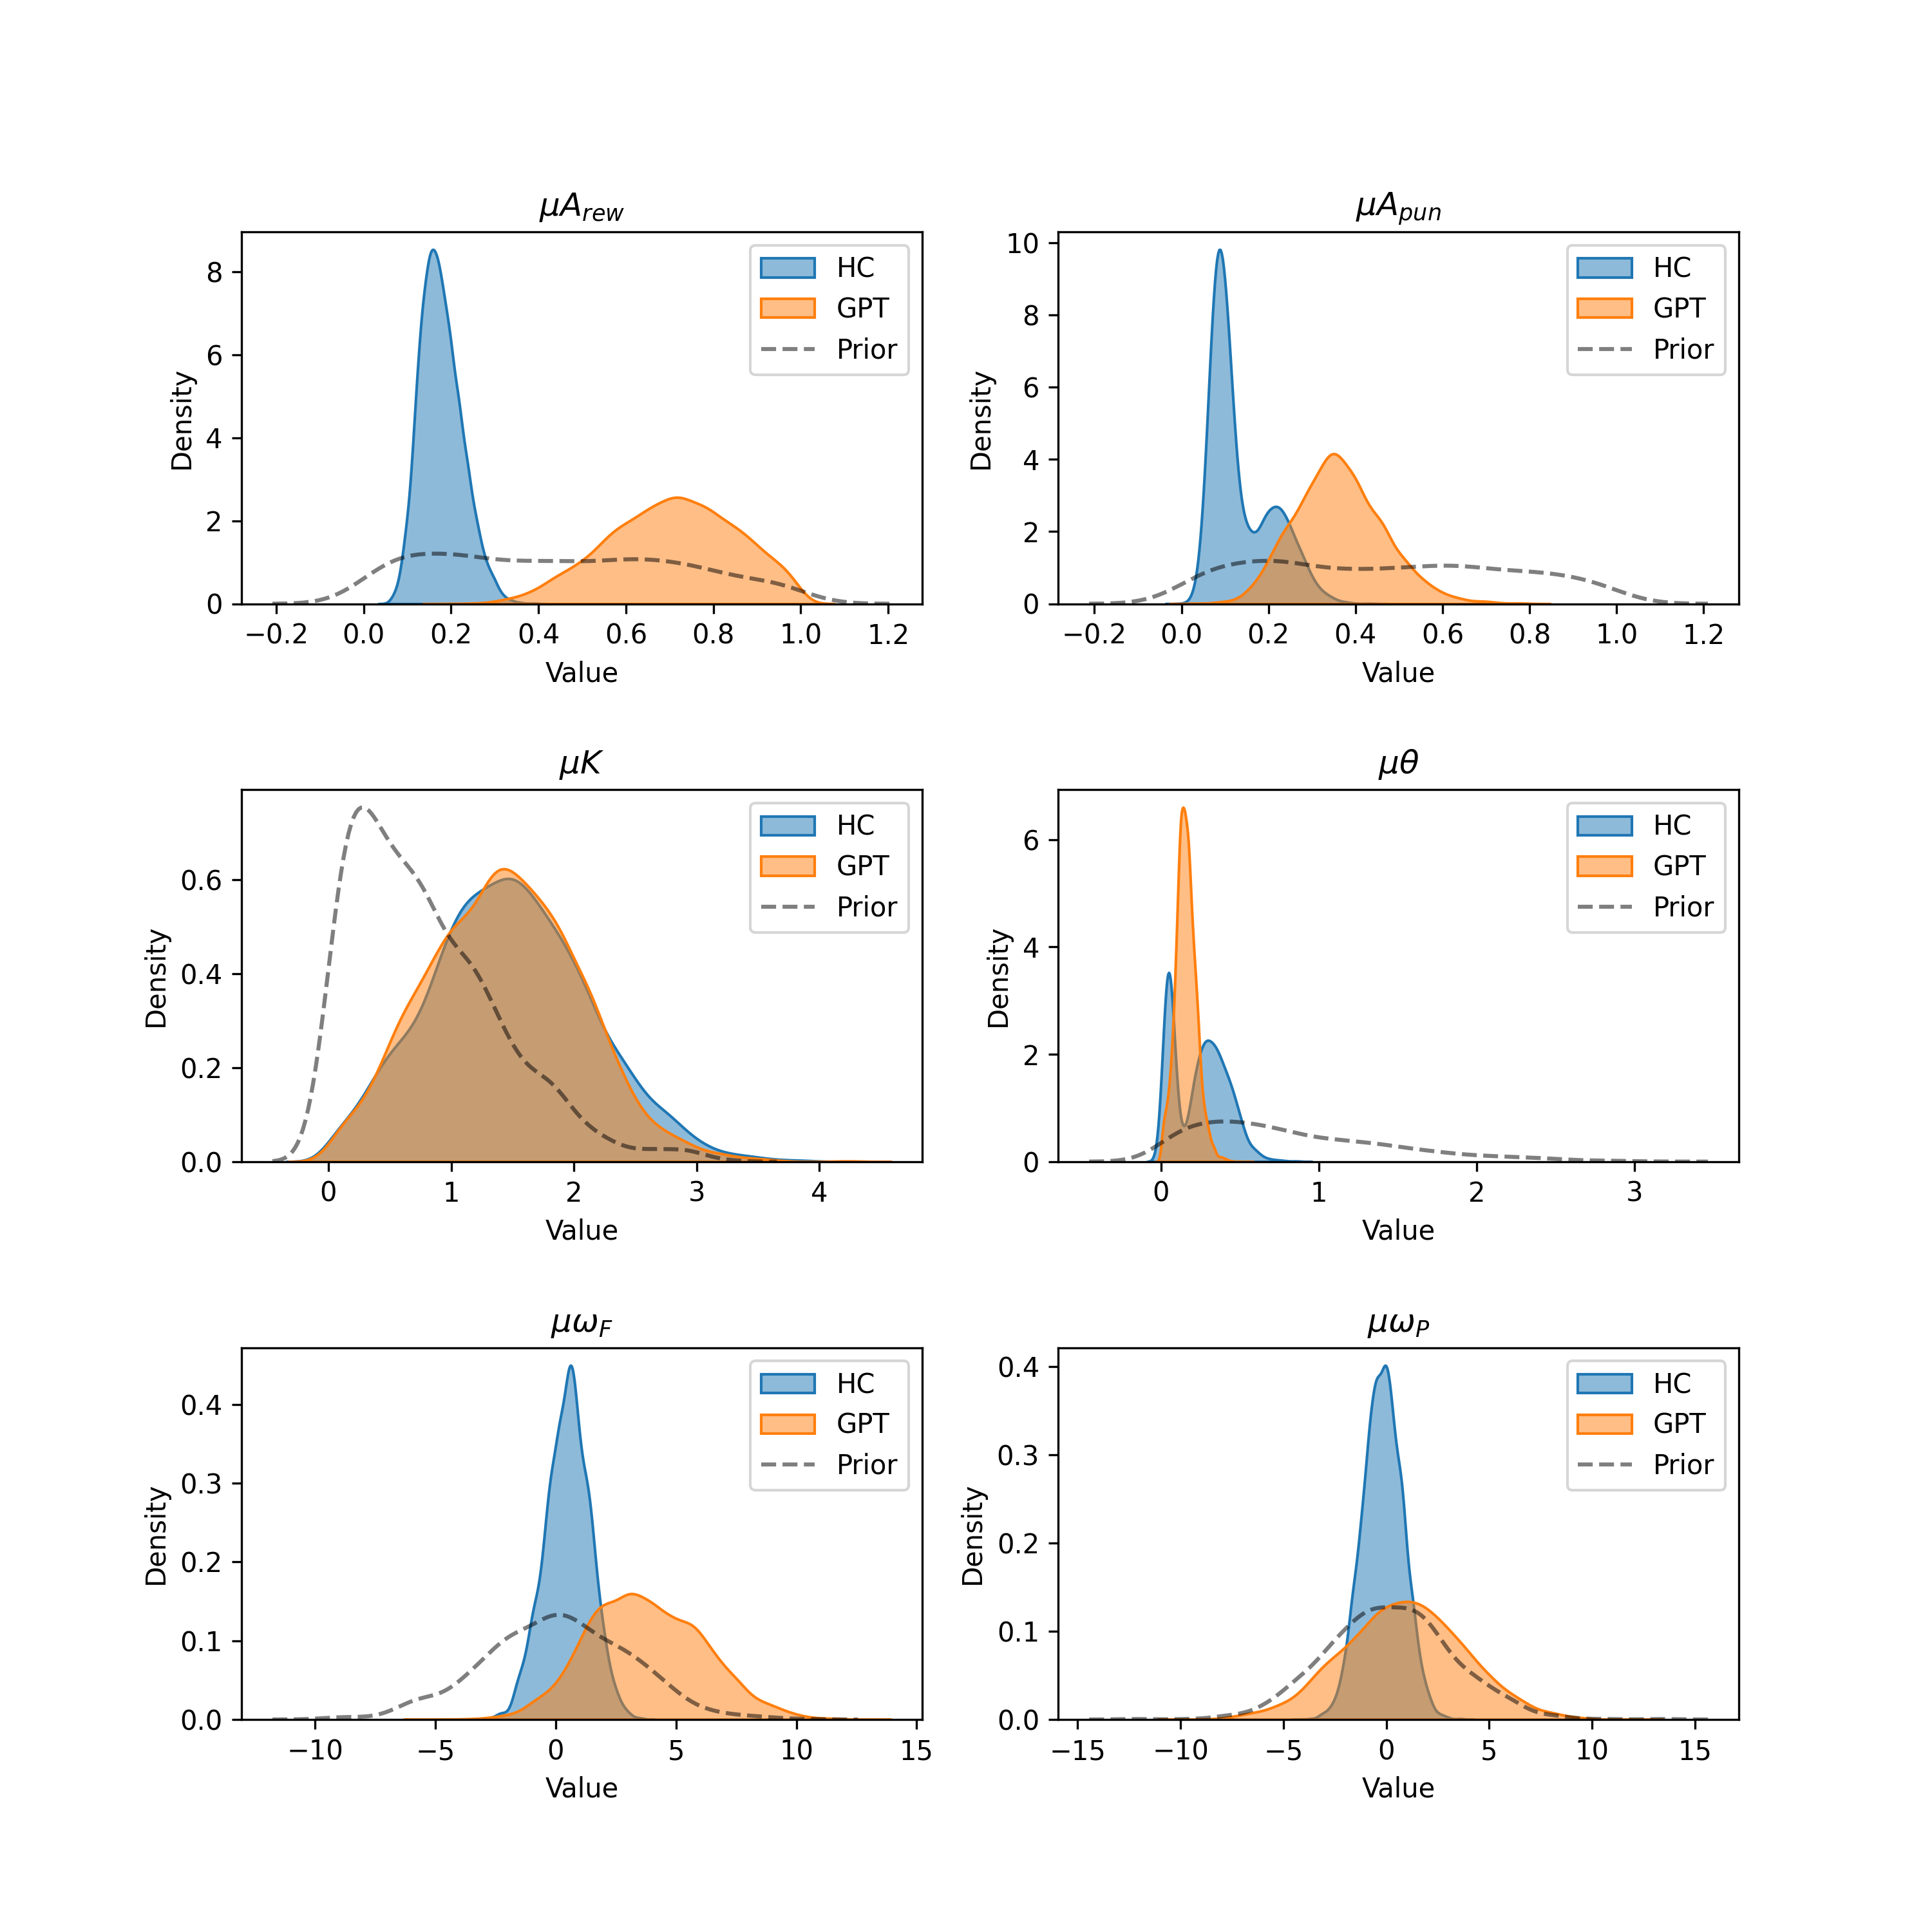 μA_rew
8
6
4
2
0
Density
−0.2 0.0 0.2 0.4 0.6 0.8 1.0 1.2
Value
HC
GPT
Prior
μA_pun
10
8
6
4
2
0
Density
−0.2 0.0 0.2 0.4 0.6 0.8 1.0 1.2
Value
HC
GPT
Prior
μK
0.6
0.4
0.2
0.0
Density
0 1 2 3 4
Value
HC
GPT
Prior
μθ
6
4
2
0
Density
0 1 2 3
Value
HC
GPT
Prior
μω_F
0.4
0.3
0.2
0.1
0.0
Density
−10 −5 0 5 10 15
Value
HC
GPT
Prior
μω_P
0.4
0.3
0.2
0.1
0.0
Density
−15 −10 −5 0 5 10 15
Value
HC
GPT
Prior